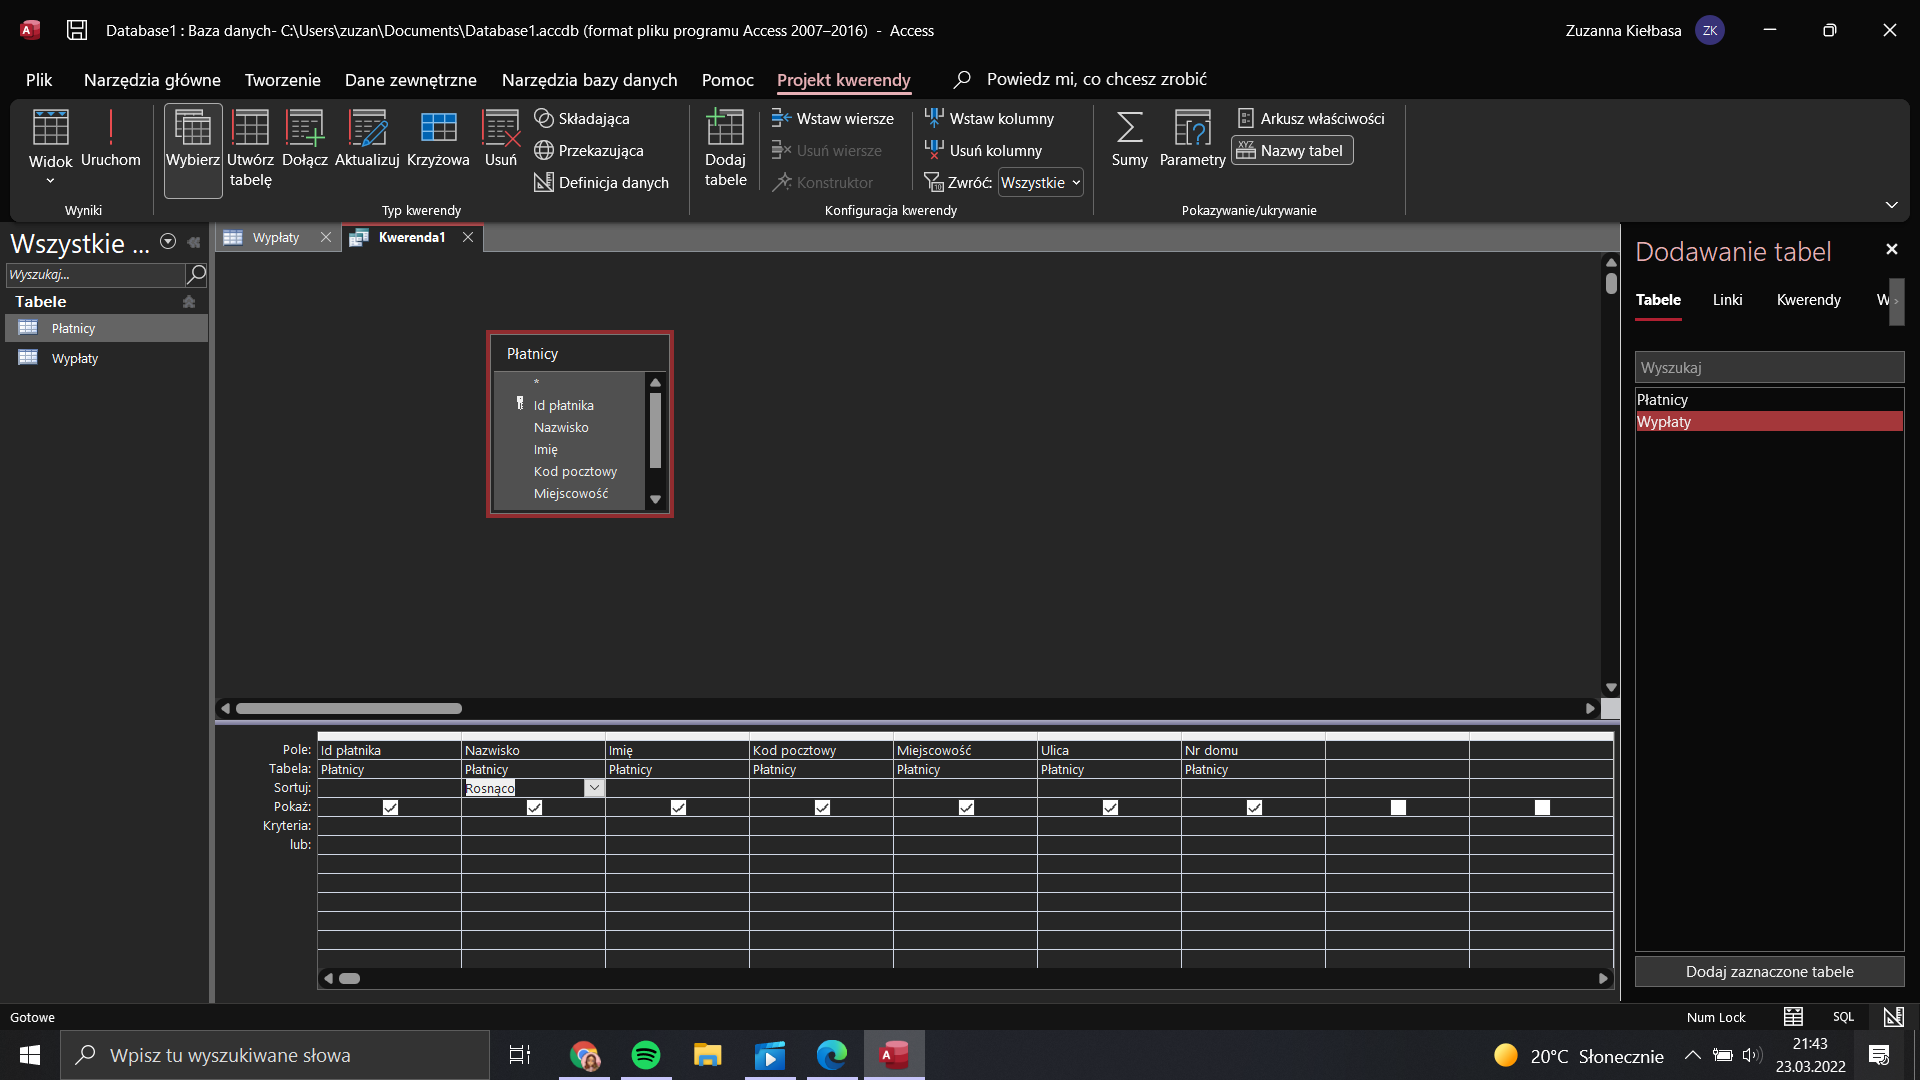 Database1 : Baza danych- C:\Users\zuzan\Documents\Database1.accdb (format pliku programu Access 2007–2016) - Access
Zuzanna Kiełbasa ZK
Plik Narzędzia główne Tworzenie Dane zewnętrzne Narzędzia bazy danych Pomoc Projekt kwerendy Powiedz mi, co chcesz zrobić
Widok Uruchom
Wyniki
Wybierz Utwórz tabelę Dołącz Aktualizuj Krzyżowa Usuń
Składająca
Przekazująca
Definicja danych
Typ kwerendy
Dodaj tabele
Wstaw wiersze
Usuń wiersze
Konstruktor
Wstaw kolumny
Usuń kolumny
Zwróć: Wszystkie
Konfiguracja kwerendy
Sumy Parametry
Arkusz właściwości
XYZ Nazwy tabel
Pokazywanie/ukrywanie
Wszystkie ...
Wyszukaj...
Tabele
Płatnicy
Wypłaty
Wypłaty Kwerenda1
Płatnicy
*
Id płatnika
Nazwisko
Imię
Kod pocztowy
Miejscowość
Pole: Id płatnika Nazwisko Imię Kod pocztowy Miejscowość Ulica Nr domu
Tabela: Płatnicy Płatnicy Płatnicy Płatnicy Płatnicy Płatnicy Płatnicy
Sortuj: Rosnąco
Pokaż:
Kryteria:
lub:
Dodawanie tabel
Tabele Linki Kwerendy W
Wyszukaj
Płatnicy
Wypłaty
Dodaj zaznaczone tabele
Gotowe
Num Lock SQL
Wpisz tu wyszukiwane słowa
20°C Słonecznie
21:43
23.03.2022